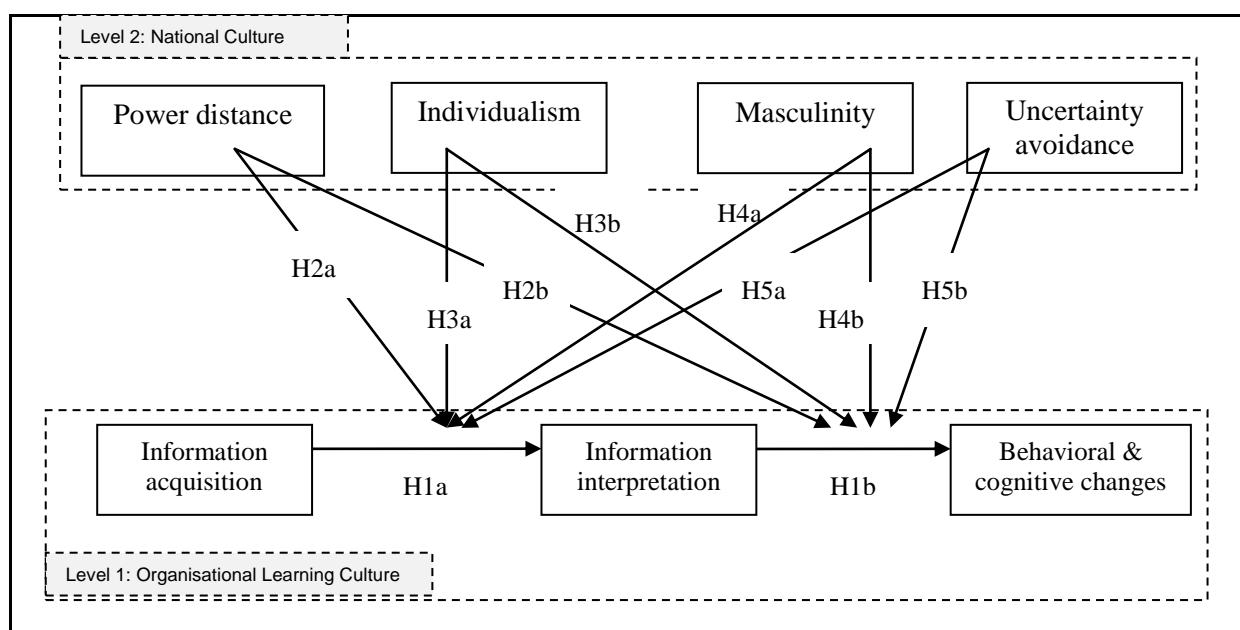 Level 2: National Culture
Power distance
Individualism
Masculinity
Uncertainty
avoidance
H3b
H4a
H2a
H2b
H5a
H5b
H3a
H4b
Information
acquisition
Information
interpretation
Behavioral &
cognitive changes
H1a
H1b
Level 1: Organisational Learning Culture